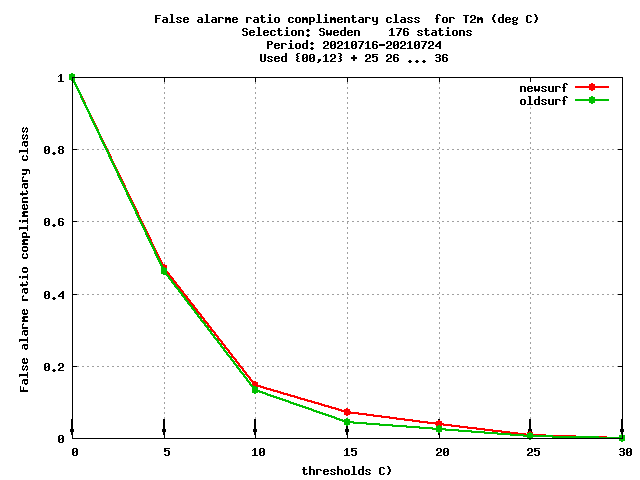 False alarme ratio complimentary class  for T2m (deg C)
Selection: Sweden    176 stations
Period: 20210716-20210724
Used {00,12} + 25 26 ... 36
newsurf
oldsurf
False alarme ratio complimentary class
1
0.8
0.6
0.4
0.2
0
0 5 10 15 20 25 30
thresholds C)